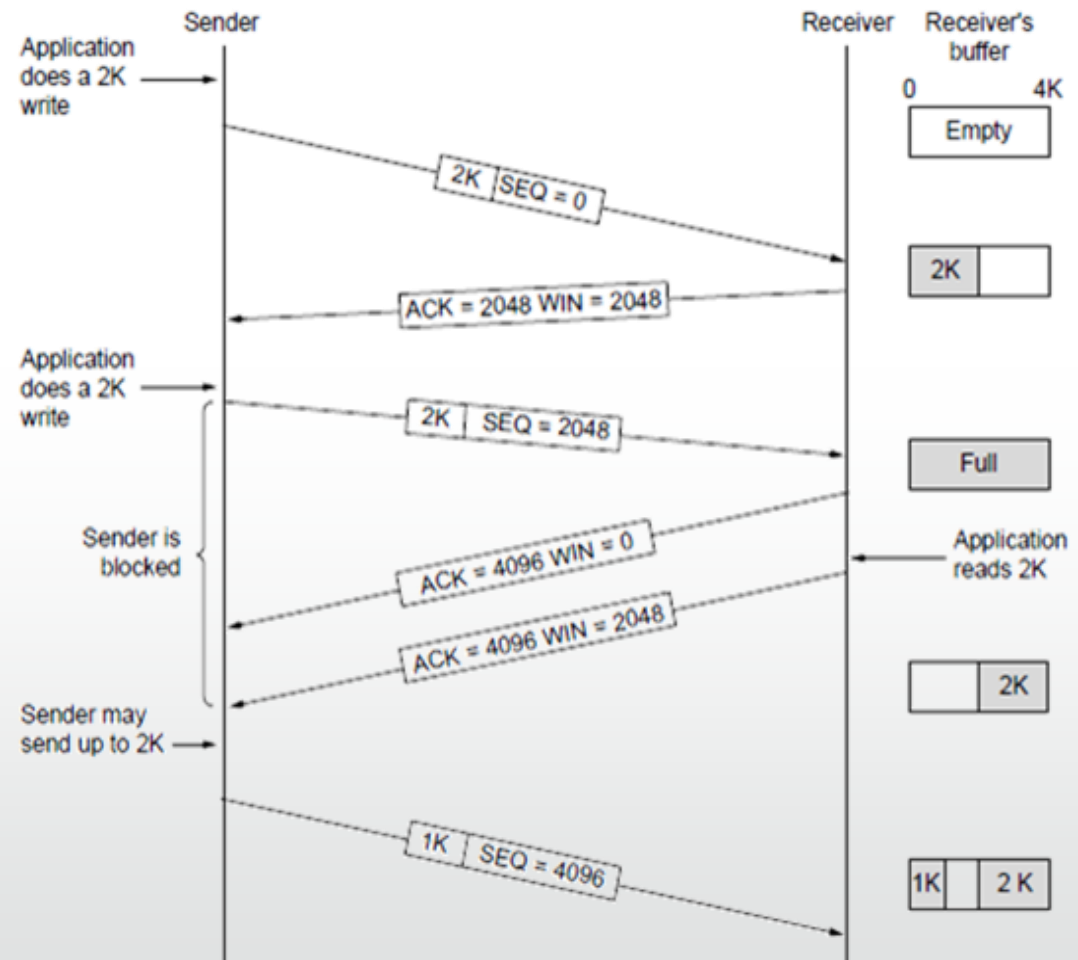 Sender
Receiver
Receiver's
buffer
Application
does a 2K
write
0
4K
Empty
2K
SEQ = 0
2K
ACK = 2048 WIN = 2048
Application
does a 2K
write
2K
SEQ = 2048
Full
Sender is
blocked
ACK = 4096 WIN = 0
Application
reads 2K
ACK = 4096 WIN = 2048
2K
Sender may
send up to 2K
1K
SEQ = 4096
1K
2 K